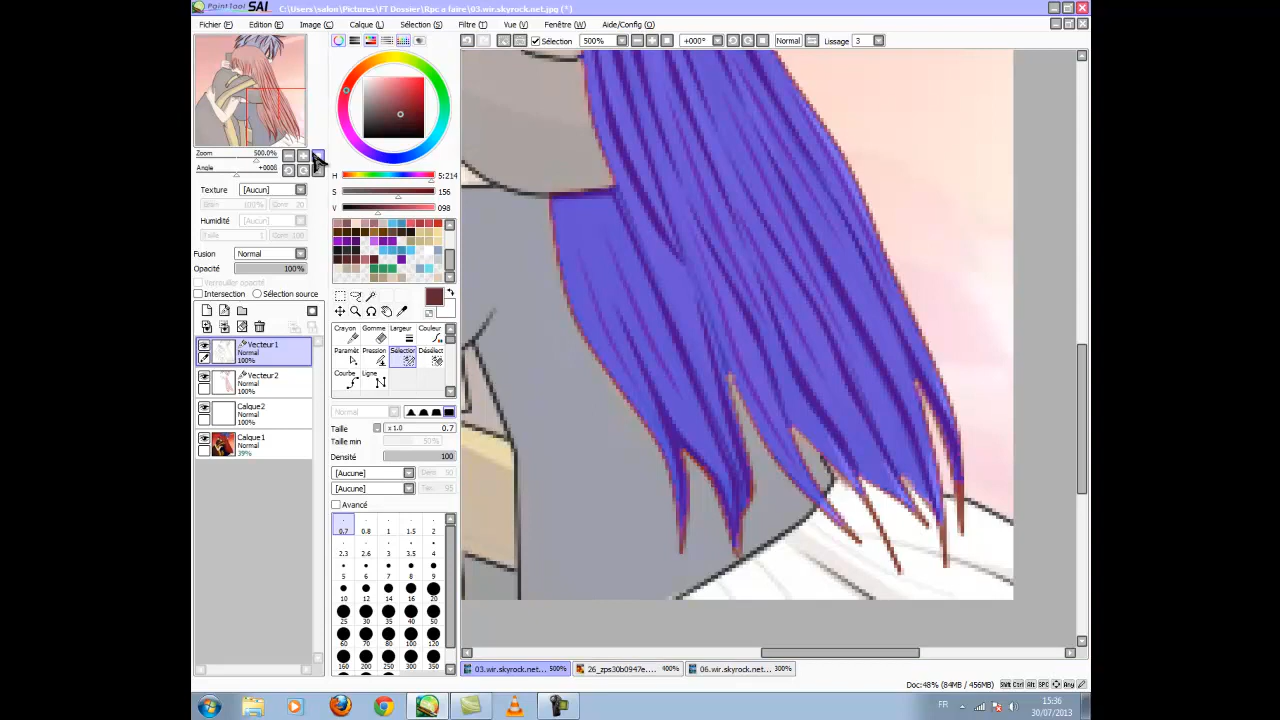 PaintTool SAI C:\Users\salon\Pictures\FT Dossier\Rpc a faire\03.wir.skyrock.net.jpg (*)
Fichier (F) Edition (E) Image (C) Calque (L) Sélection (S) Filtre (T) Vue (V) Fenêtre (W) Aide/Config (O)
Sélection 500% +000° Normal Lissage 3
Zoom 500.0%
Angle
H
S 156
V 098
Texture [Aucun]
Humidité [Aucun]
Fusion Normal
Opacité 100%
Verrouiller opacité
Intersection Sélection source
Crayon Gomme Largeur Couleur
Paramèt Pression Sélection Désélect
Courbe Ligne
Vecteur1
Normal
100%
Vecteur2
Normal
100%
Calque2
Normal
100%
Calque1
Normal
39%
Normal
Taille x 1.0 0.7
Taille min 50%
Densité 100
[Aucune]
[Aucune]
Avancé
0.7 0.8 1 1.5 2
2.3 2.6 3 3.5 4
5 6 7 8 9
10 12 14 16 20
25 30 35 40 50
60 70 80 100 120
160 200 250 300 350
03.wir.skyrock.net... 500% 26_zps30b0947e.... 400% 06.wir.skyrock.net... 300%
Doc:48% (84MB / 456MB) Shift Ctrl Alt SPC Any
FR 15:36
30/07/2013